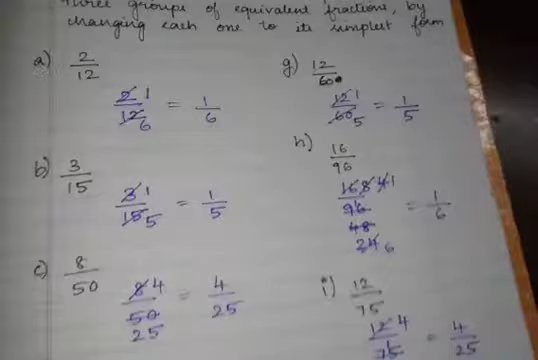 three groups of equivalent fractions, by
changing each one to its simplest form
a) 2/12
2/12 1 6 = 1/6
b) 3/15
3/15 1 5 = 1/5
c) 8/50
8/50 4 25 = 4/25
g) 12/60
12/60 1 5 = 1/5
h) 16/96
16/96 8 4 1 48 24 6 = 1/6
i) 12/75
12/75 4 = 4/25